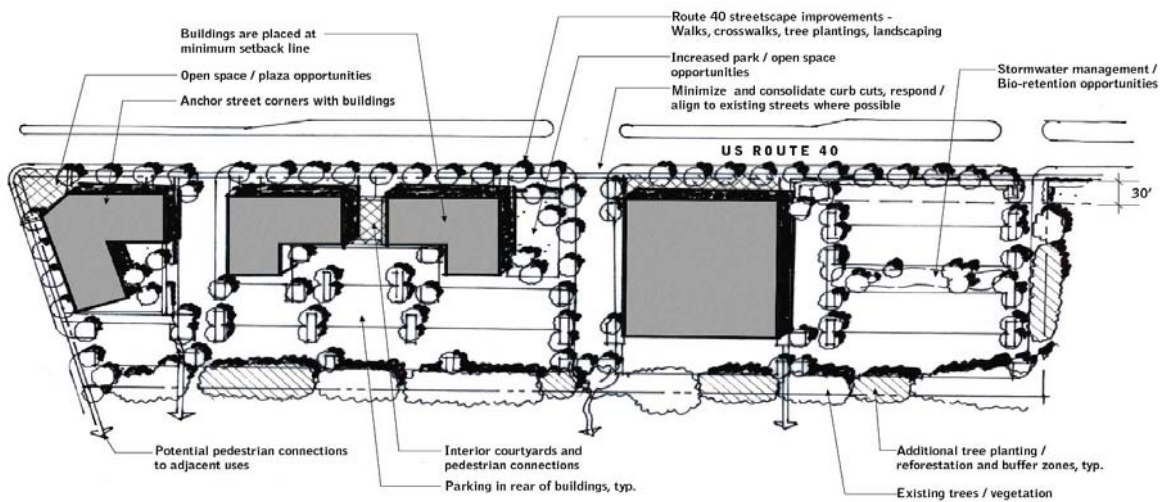 Route 40 streetscape improvements -
Walks, crosswalks, tree plantings, landscaping
Buildings are placed at
minimum setback line
Increased park / open space
opportunities
Stormwater management /
Bio-retention opportunities
Open space / plaza opportunities
Minimize and consolidate curb cuts, respond /
align to existing streets where possible
Anchor street corners with buildings
US ROUTE 40
30'
Potential pedestrian connections
to adjacent uses
Interior courtyards and
pedestrian connections
Additional tree planting /
reforestation and buffer zones, typ.
Parking in rear of buildings, typ.
Existing trees / vegetation